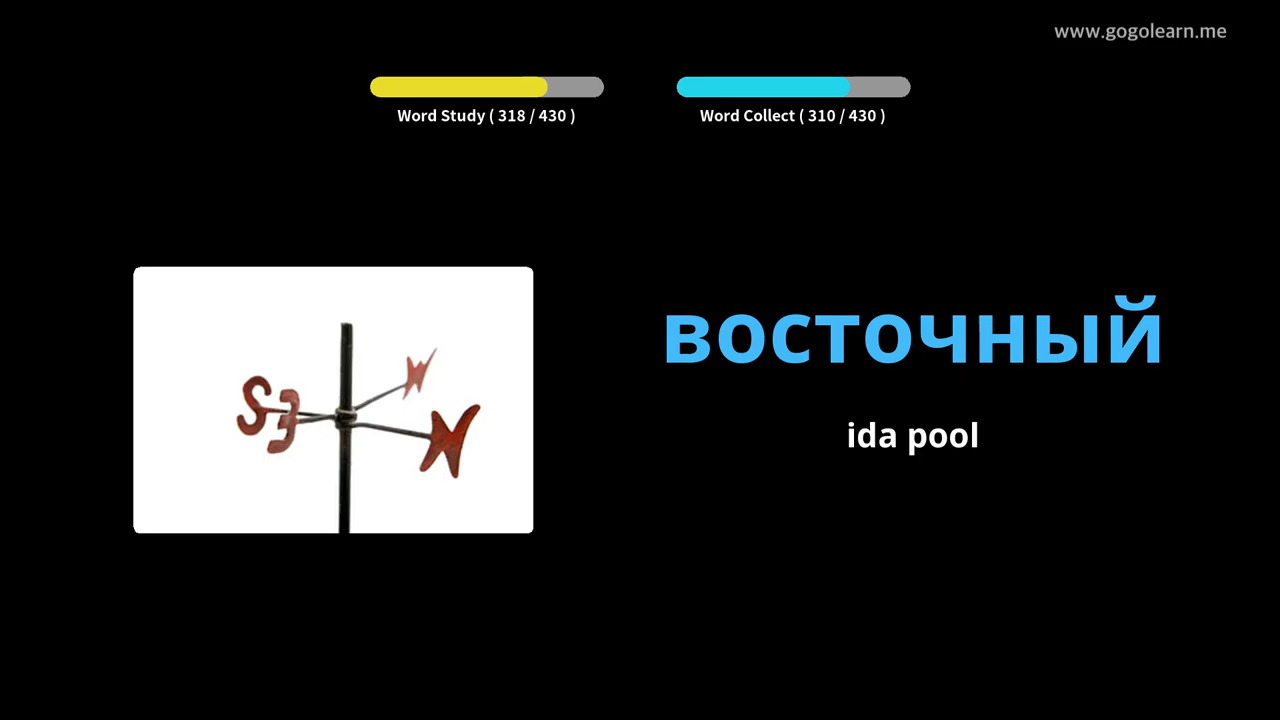 www.gogolearn.me
Word Study ( 318 / 430 )
Word Collect ( 310 / 430 )
восточный
ida pool
S E N